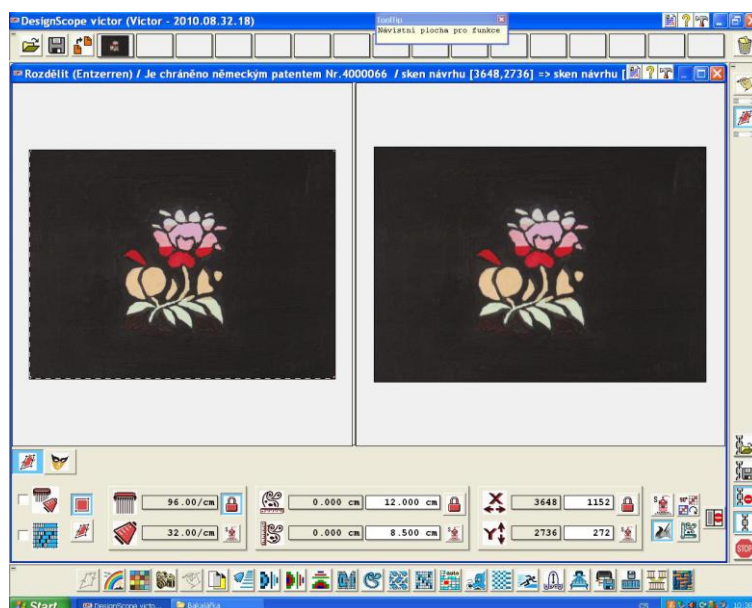 DesignScope victor (Victor - 2010.08.32.18)
ToolTip
Návistní plocha pro funkce
Rozdělit (Entzerren) / Je chráněno německým patentem Nr.4000066 / sken návrhu [3648,2736] => sken návrhu [
96.00/cm
0.000 cm
12.000 cm
3648
1152
32.00/cm
0.000 cm
8.500 cm
2736
272
STOP
Start
DesignScope victo...
Bakalářka
CS